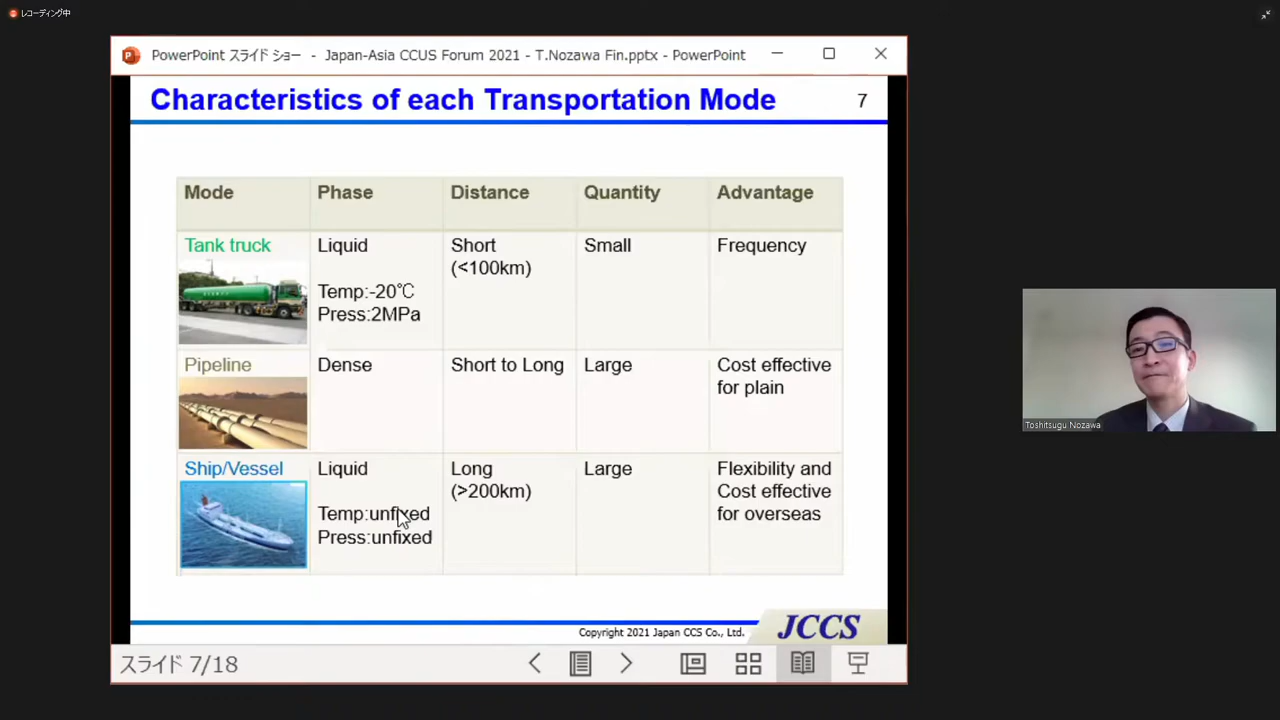 レコーディング中
PowerPoint スライド ショー - Japan-Asia CCUS Forum 2021 - T.Nozawa Fin.pptx - PowerPoint
Characteristics of each Transportation Mode 7
Mode Phase Distance Quantity Advantage
Tank truck
Liquid
Temp:-20℃
Press:2MPa
Short
(<100km)
Small
Frequency
Pipeline
Dense
Short to Long
Large
Cost effective
for plain
Ship/Vessel
Liquid
Temp:unfixed
Press:unfixed
Long
(>200km)
Large
Flexibility and
Cost effective
for overseas
Copyright 2021 Japan CCS Co., Ltd.
JCCS
スライド 7/18
Toshitsugu Nozawa